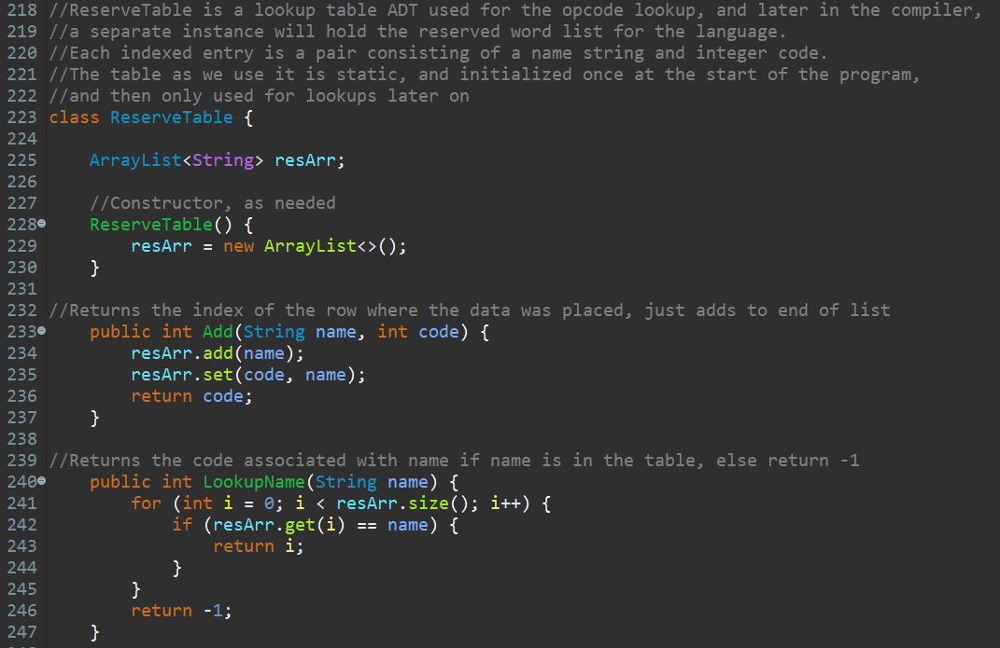 218 //ReserveTable is a lookup table ADT used for the opcode lookup, and later in the compiler,
219 //a separate instance will hold the reserved word list for the language.
220 //Each indexed entry is a pair consisting of a name string and integer code.
221 //The table as we use it is static, and initialized once at the start of the program,
222 //and then only used for lookups later on
223 class ReserveTable {
224
225     ArrayList<String> resArr;
226
227     //Constructor, as needed
228     ReserveTable() {
229         resArr = new ArrayList<>();
230     }
231
232 //Returns the index of the row where the data was placed, just adds to end of list
233     public int Add(String name, int code) {
234         resArr.add(name);
235         resArr.set(code, name);
236         return code;
237     }
238
239 //Returns the code associated with name if name is in the table, else return -1
240     public int LookupName(String name) {
241         for (int i = 0; i < resArr.size(); i++) {
242             if (resArr.get(i) == name) {
243                 return i;
244             }
245         }
246         return -1;
247     }